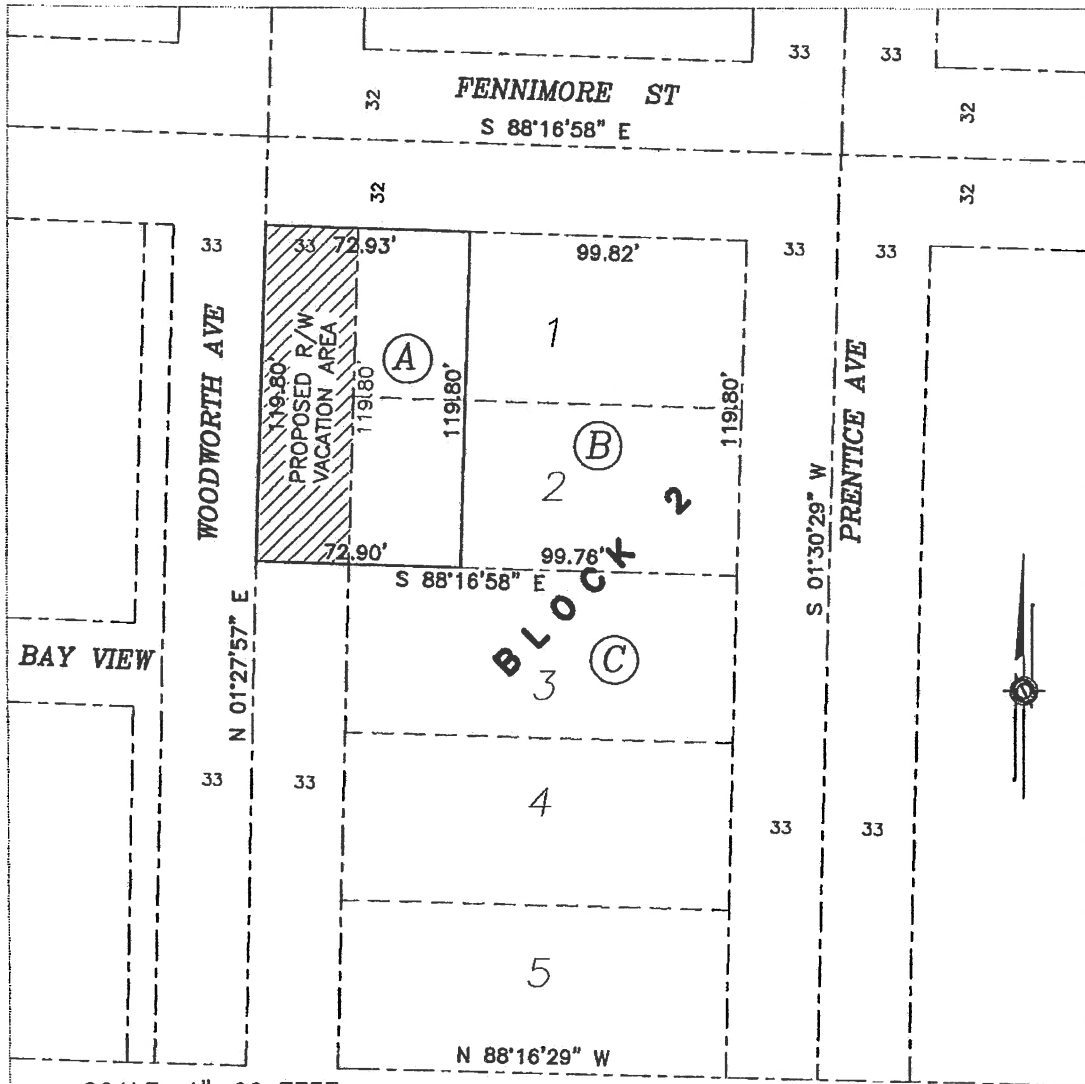 33
33
32
FENNIMORE ST
32
S 88°16'58" E
32
32
33
33
72.93'
99.82'
33
33
WOODWORTH AVE
119.80'
PROPOSED R/W
VACATION AREA
119.80'
A
119.80'
1
119.80'
PRENTICE AVE
B
2
BLOCK 2
S 01°30'29" W
72.90'
99.76'
S 88°16'58" E
N 01°27'57" E
BAY VIEW
C
3
33
33
4
33
33
5
N 88°16'29" W